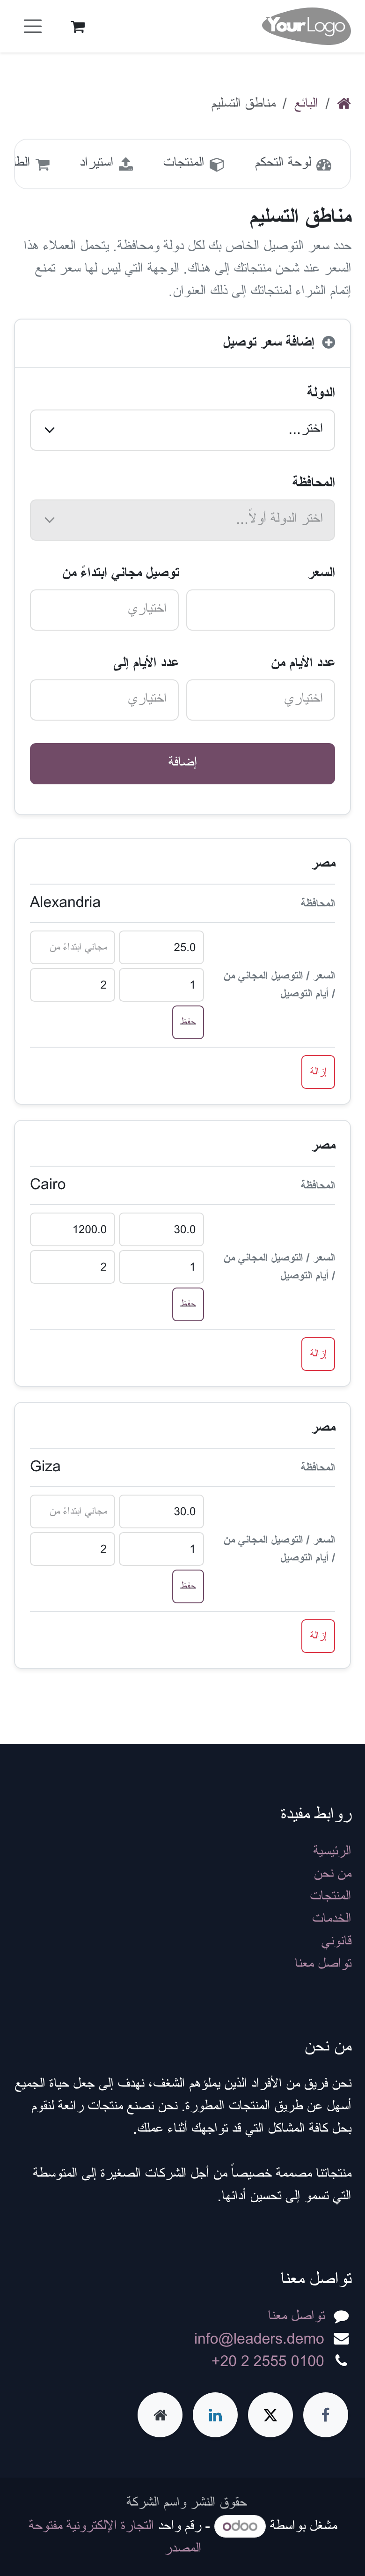 YourLogo
/ البائع / مناطق التسليم
لوحة التحكم المنتجات استيراد الط
مناطق التسليم
حدد سعر التوصيل الخاص بك لكل دولة ومحافظة. يتحمل العملاء هذا
السعر عند شحن منتجاتك إلى هناك. الوجهة التي ليس لها سعر تمنع
إتمام الشراء لمنتجاتك إلى ذلك العنوان.
إضافة سعر توصيل
الدولة
اختر...
المحافظة
اختر الدولة أولاً...
السعر توصيل مجاني ابتداءً من
اختياري
عدد الأيام من عدد الأيام إلى
اختياري اختياري
إضافة
مصر
المحافظة Alexandria
السعر / التوصيل المجاني من
/ أيام التوصيل
25.0 مجاني ابتداءً من
1 2
حفظ
إزالة
مصر
المحافظة Cairo
السعر / التوصيل المجاني من
/ أيام التوصيل
30.0 1200.0
1 2
حفظ
إزالة
مصر
المحافظة Giza
السعر / التوصيل المجاني من
/ أيام التوصيل
30.0 مجاني ابتداءً من
1 2
حفظ
إزالة
روابط مفيدة
الرئيسية
من نحن
المنتجات
الخدمات
قانوني
تواصل معنا
من نحن
نحن فريق من الأفراد الذين يملؤهم الشغف، نهدف إلى جعل حياة الجميع
أسهل عن طريق المنتجات المطورة. نحن نصنع منتجات رائعة لنقوم
بحل كافة المشاكل التي قد تواجهك أثناء عملك.
منتجاتنا مصممة خصيصاً من أجل الشركات الصغيرة إلى المتوسطة
التي تسمو إلى تحسين أدائها.
تواصل معنا
تواصل معنا
info@leaders.demo
+20 2 2555 0100
حقوق النشر واسم الشركة
مشغل بواسطة odoo - رقم واحد التجارة الإلكترونية مفتوحة
المصدر